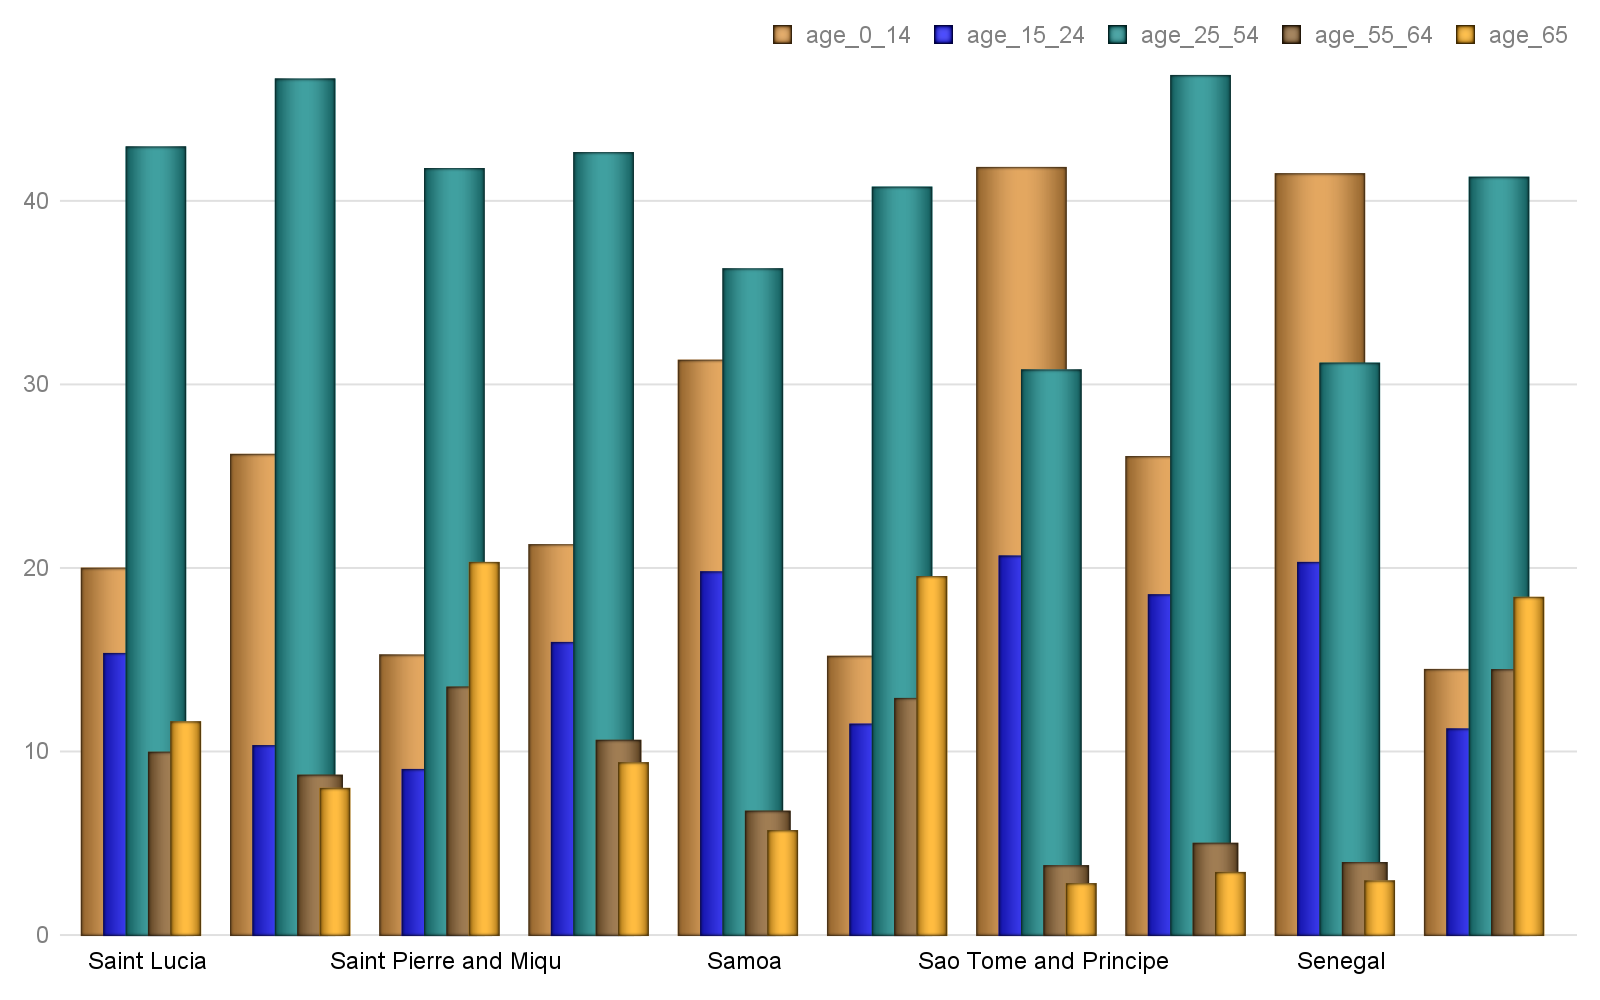 age_0_14 age_15_24 age_25_54 age_55_64 age_65
40
30
20
10
0
Saint Lucia Saint Pierre and Miqu Samoa Sao Tome and Principe Senegal